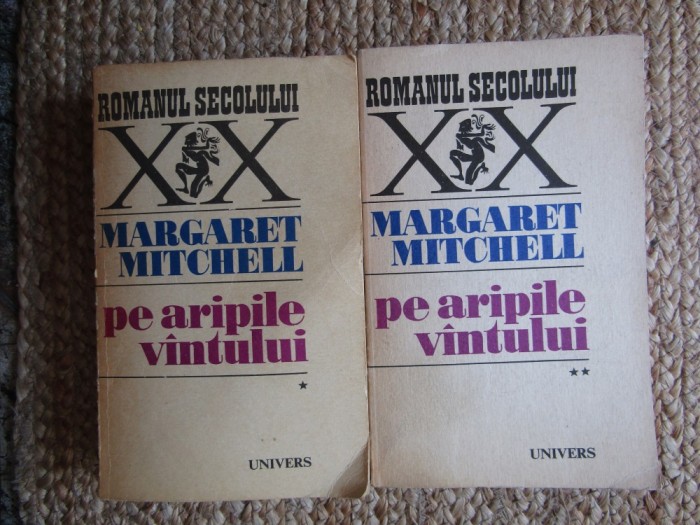 ROMANUL SECOLULUI
XX
MARGARET
MITCHELL
pe aripile
vîntului
*
UNIVERS
ROMANUL SECOLULUI
XX
MARGARET
MITCHELL
pe aripile
vîntului
**
UNIVERS